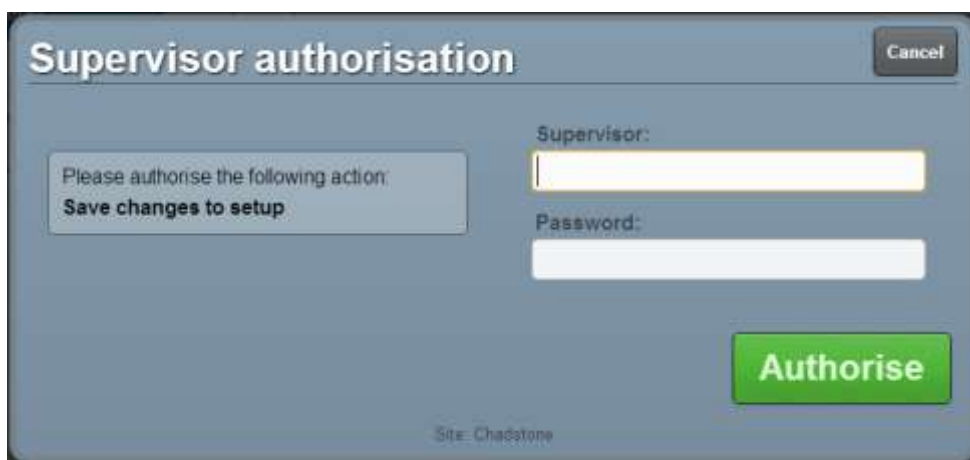 Supervisor authorisation
Cancel
Supervisor:
Please authorise the following action:
Save changes to setup
Password:
Authorise
Site: Chadstone